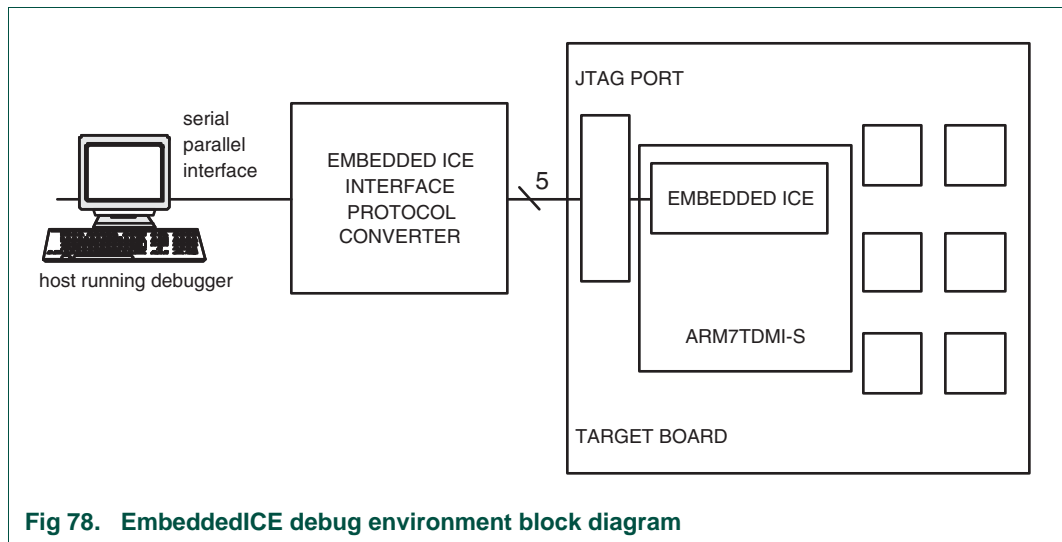 serial
parallel
interface
host running debugger
EMBEDDED ICE
INTERFACE
PROTOCOL
CONVERTER
5
JTAG PORT
EMBEDDED ICE
ARM7TDMI-S
TARGET BOARD
Fig 78. EmbeddedICE debug environment block diagram